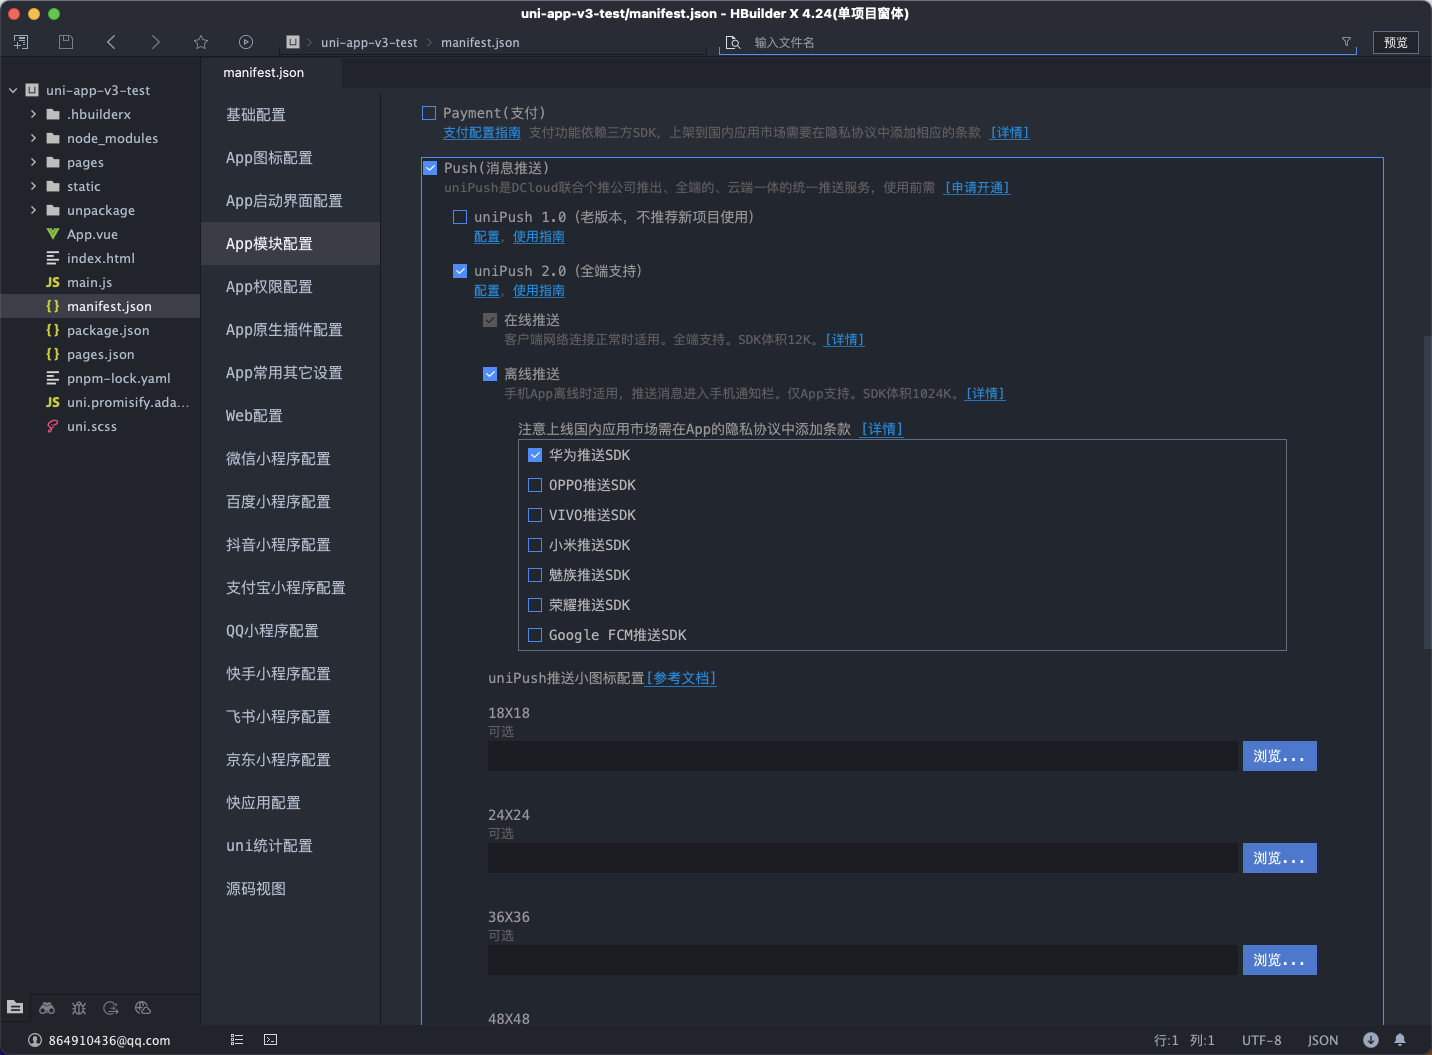 uni-app-v3-test/manifest.json - HBuilder X 4.24(单项目窗体)
uni-app-v3-test
manifest.json
输入文件名
预览
uni-app-v3-test
.hbuilderx
node_modules
pages
static
unpackage
App.vue
index.html
JS main.js
{} manifest.json
{} package.json
{} pages.json
pnpm-lock.yaml
JS uni.promisify.ada...
uni.scss
864910436@qq.com
manifest.json
基础配置
App图标配置
App启动界面配置
App模块配置
App权限配置
App原生插件配置
App常用其它设置
Web配置
微信小程序配置
百度小程序配置
抖音小程序配置
支付宝小程序配置
QQ小程序配置
快手小程序配置
飞书小程序配置
京东小程序配置
快应用配置
uni统计配置
源码视图
Payment(支付)
支付配置指南 支付功能依赖三方SDK，上架到国内应用市场需要在隐私协议中添加相应的条款 [详情]
Push(消息推送)
uniPush是DCloud联合个推公司推出、全端的、云端一体的统一推送服务，使用前需 [申请开通]
uniPush 1.0（老版本，不推荐新项目使用）
配置，使用指南
uniPush 2.0（全端支持）
配置，使用指南
在线推送
客户端网络连接正常时适用。全端支持。SDK体积12K。[详情]
离线推送
手机App离线时适用，推送消息进入手机通知栏。仅App支持。SDK体积1024K。[详情]
注意上线国内应用市场需在App的隐私协议中添加条款 [详情]
华为推送SDK
OPPO推送SDK
VIVO推送SDK
小米推送SDK
魅族推送SDK
荣耀推送SDK
Google FCM推送SDK
uniPush推送小图标配置[参考文档]
18X18
可选
浏览...
24X24
可选
浏览...
36X36
可选
浏览...
48X48
行:1 列:1
UTF-8
JSON